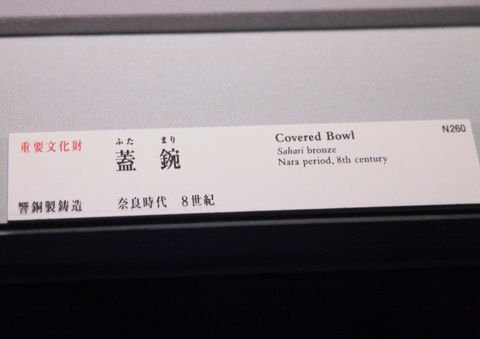 重要文化財
ふた まり
蓋 鋺
響銅製鋳造 奈良時代 8世紀
Covered Bowl
Sahari bronze
Nara period, 8th century
N260